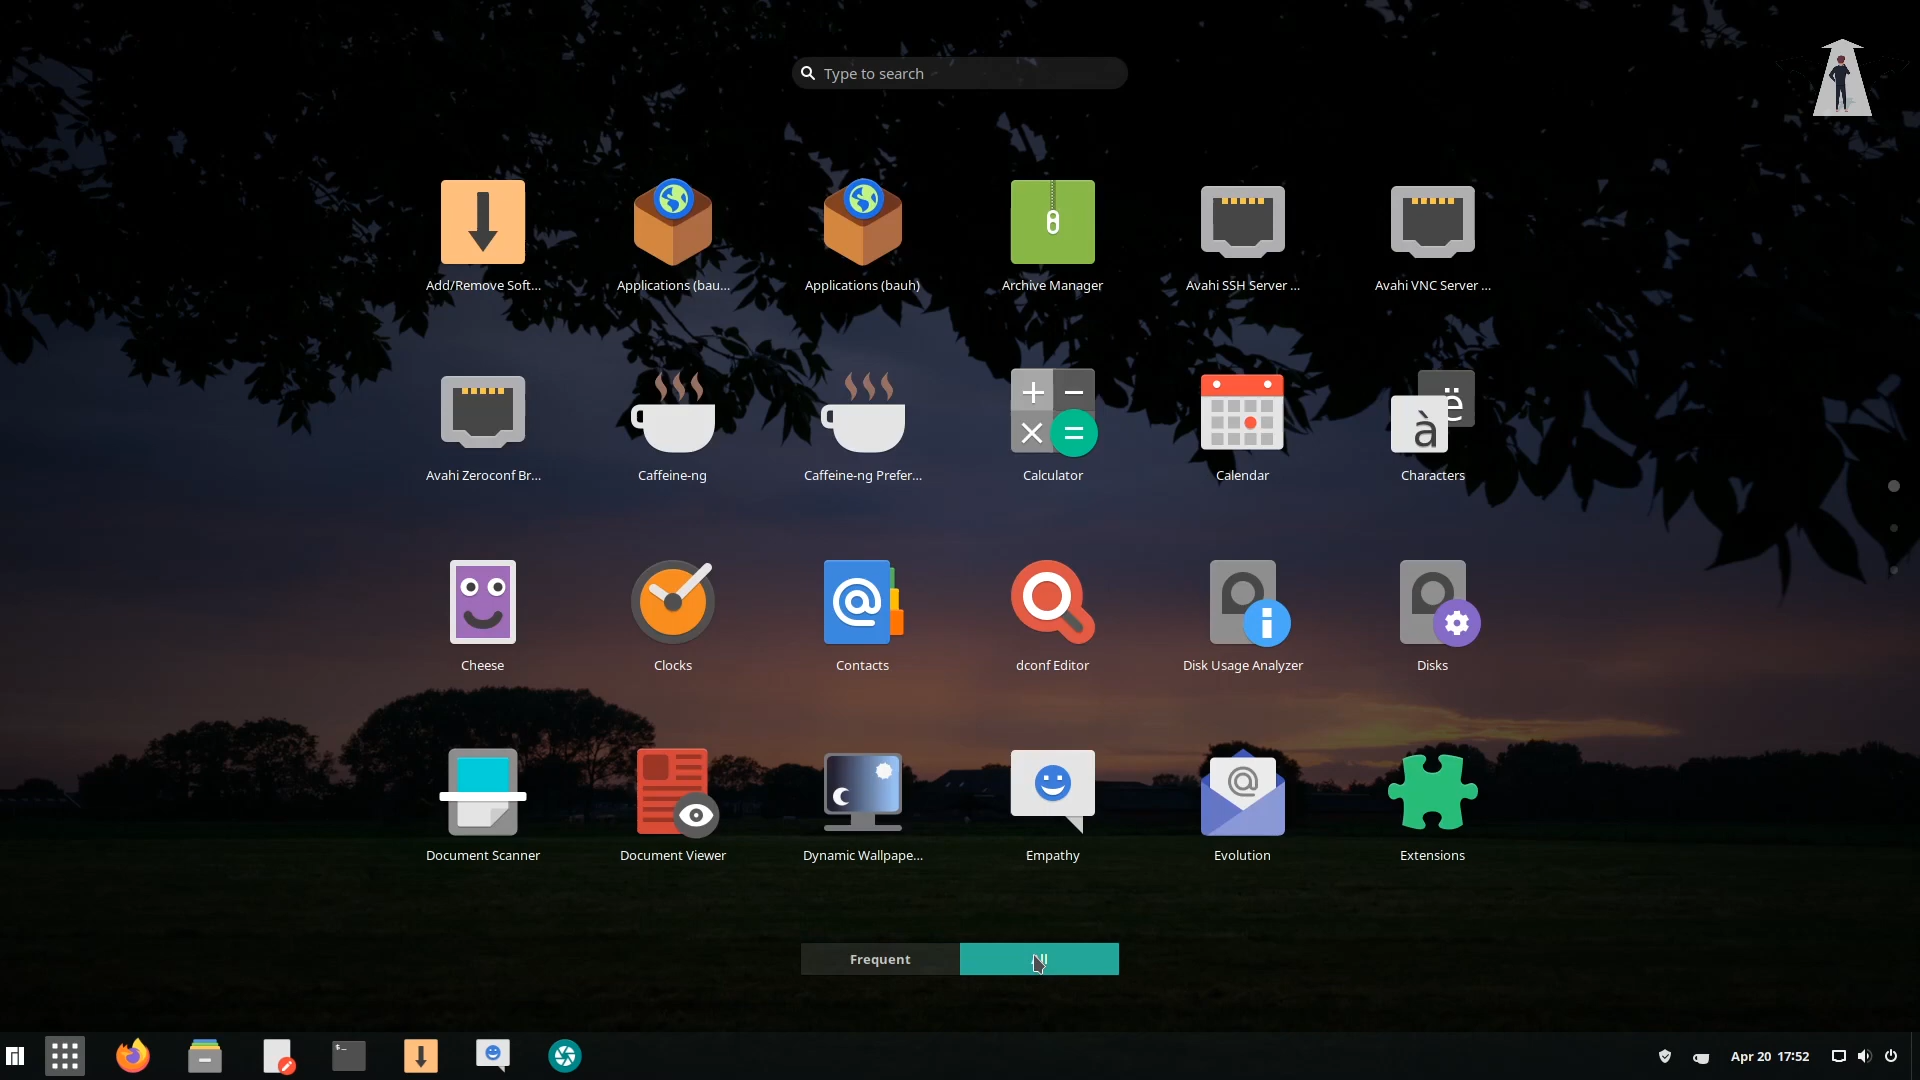 Type to search
Add/Remove Soft...
Applications (bau...
Applications (bauh)
Archive Manager
Avahi SSH Server ...
Avahi VNC Server ...
Avahi Zeroconf Br...
Caffeine-ng
Caffeine-ng Prefer...
Calculator
Calendar
Characters
Cheese
Clocks
Contacts
dconf Editor
Disk Usage Analyzer
Disks
Document Scanner
Document Viewer
Dynamic Wallpape...
Empathy
Evolution
Extensions
Frequent
All
Apr 20 17:52